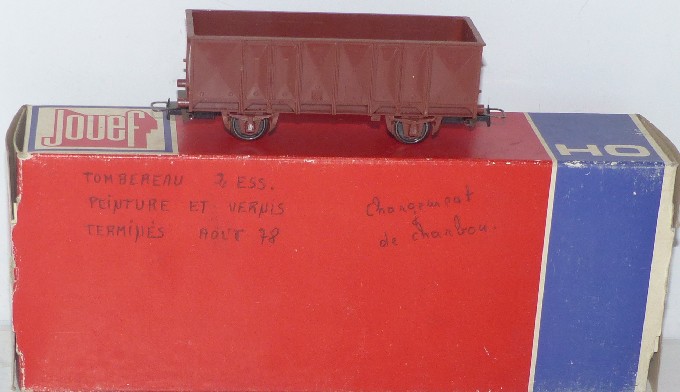 Jouef
HO
TOMBEREAU 2 ESS.
PEINTURE ET VERNIS
TERMINÉS AOÛT 78
Chargement
de charbon.